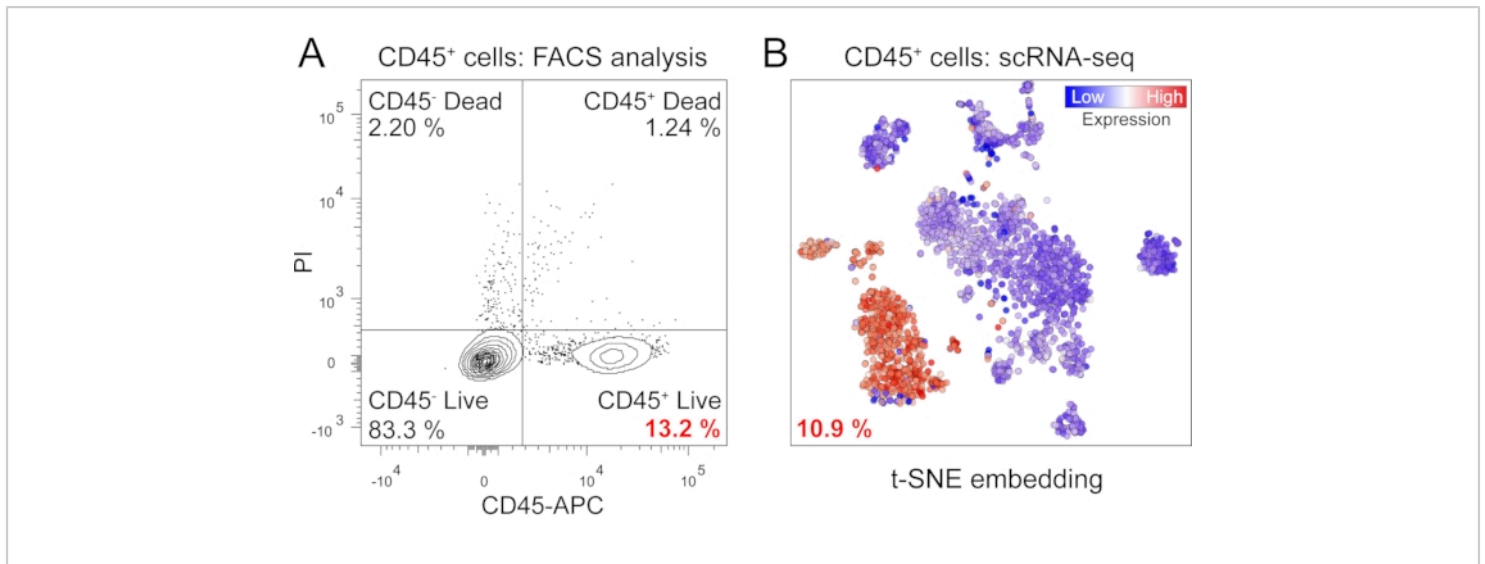 A
CD45⁺ cells: FACS analysis
CD45⁻ Dead
2.20 %
CD45⁺ Dead
1.24 %
CD45⁻ Live
83.3 %
CD45⁺ Live
13.2 %
PI
10⁵
10⁴
10³
0
-10³
-10⁴
0
10⁴
10⁵
CD45-APC
B
CD45⁺ cells: scRNA-seq
Low High
Expression
10.9 %
t-SNE embedding